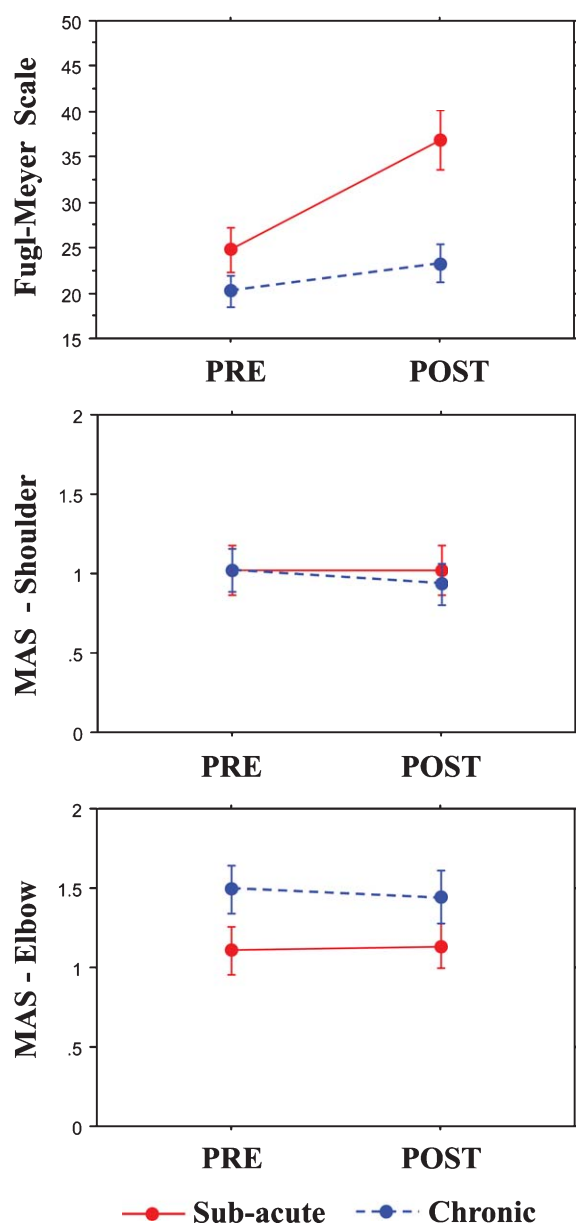 Fugl-Meyer Scale
50
45
40
35
30
25
20
15
PRE POST
MAS - Shoulder
2
1.5
1
.5
0
PRE POST
MAS - Elbow
2
1.5
1
.5
0
PRE POST
Sub-acute Chronic